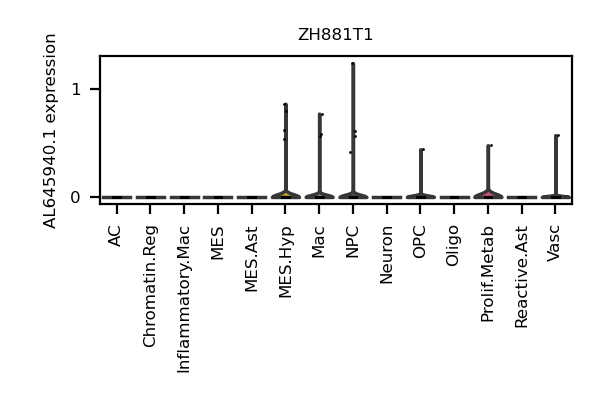 ZH881T1
AL645940.1 expression
1
0
AC
Chromatin.Reg
Inflammatory.Mac
MES
MES.Ast
MES.Hyp
Mac
NPC
Neuron
OPC
Oligo
Prolif.Metab
Reactive.Ast
Vasc